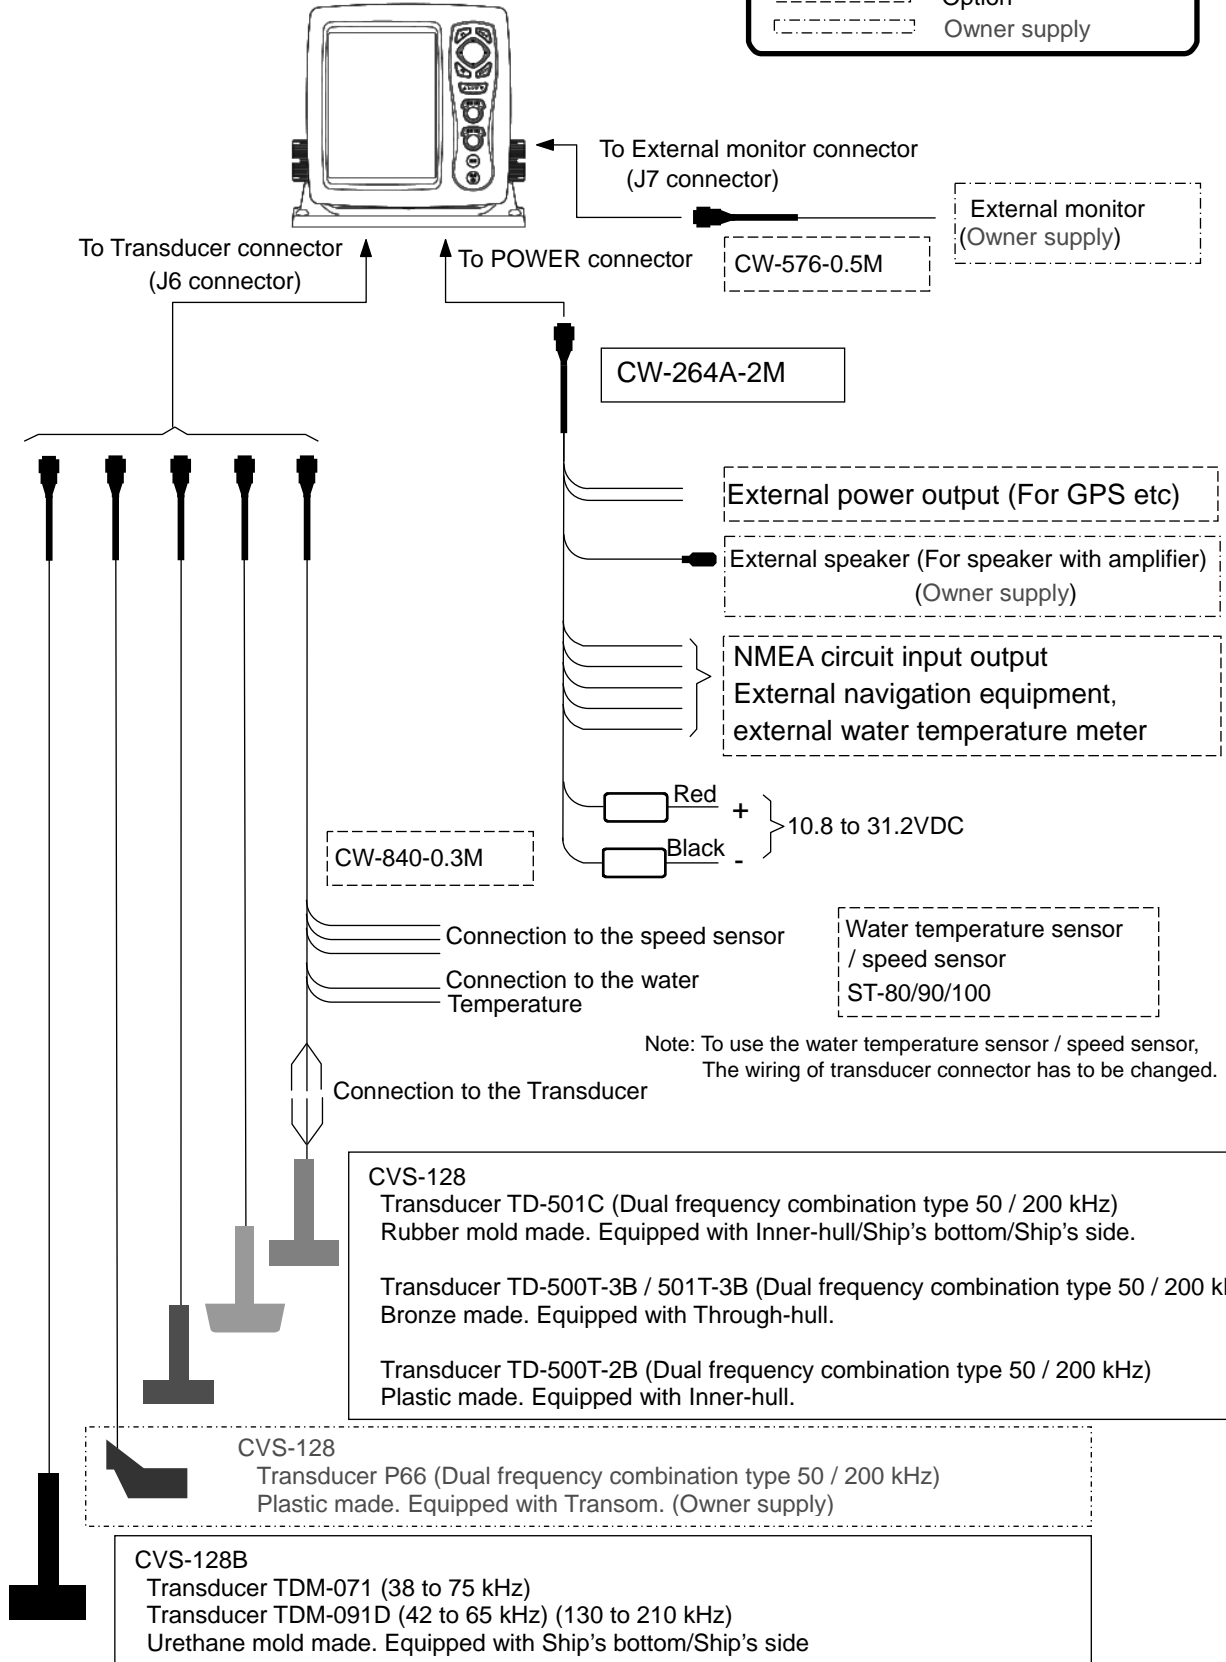 Option
Owner supply
To External monitor connector
(J7 connector)
External monitor
(Owner supply)
To Transducer connector
(J6 connector)
To POWER connector
CW-576-0.5M
CW-264A-2M
External power output (For GPS etc)
External speaker (For speaker with amplifier)
(Owner supply)
NMEA circuit input output
External navigation equipment,
external water temperature meter
Red
+
10.8 to 31.2VDC
Black
-
CW-840-0.3M
Connection to the speed sensor
Connection to the water
Temperature
Water temperature sensor
/ speed sensor
ST-80/90/100
Note: To use the water temperature sensor / speed sensor,
The wiring of transducer connector has to be changed.
Connection to the Transducer
CVS-128
Transducer TD-501C (Dual frequency combination type 50 / 200 kHz)
Rubber mold made. Equipped with Inner-hull/Ship's bottom/Ship's side.
Transducer TD-500T-3B / 501T-3B (Dual frequency combination type 50 / 200
Bronze made. Equipped with Through-hull.
Transducer TD-500T-2B (Dual frequency combination type 50 / 200 kHz)
Plastic made. Equipped with Inner-hull.
CVS-128
Transducer P66 (Dual frequency combination type 50 / 200 kHz)
Plastic made. Equipped with Transom. (Owner supply)
CVS-128B
Transducer TDM-071 (38 to 75 kHz)
Transducer TDM-091D (42 to 65 kHz) (130 to 210 kHz)
Urethane mold made. Equipped with Ship's bottom/Ship's side